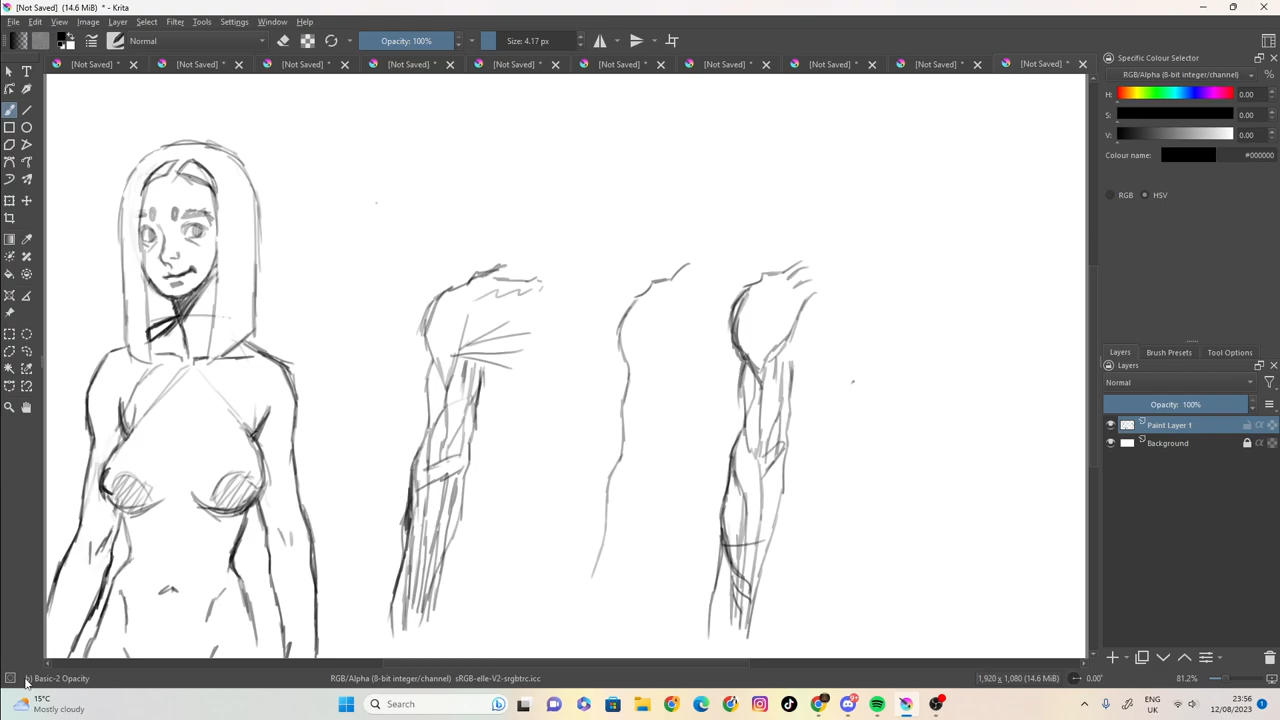 [Not Saved] (14.6 MiB) * - Krita
File Edit View Image Layer Select Filter Tools Settings Window Help
Normal Opacity: 100% Size: 4.17 px
[Not Saved] * [Not Saved] * [Not Saved] * [Not Saved] * [Not Saved] * [Not Saved] * [Not Saved] * [Not Saved] * [Not Saved] * [Not Saved] *
Specific Colour Selector
RGB/Alpha (8-bit integer/channel) %
H: 0.00
S: 0.00
V: 0.00
Colour name: #000000
RGB HSV
Layers Brush Presets Tool Options
Layers
Normal
Opacity: 100%
Paint Layer 1
Background
b) Basic-2 Opacity RGB/Alpha (8-bit integer/channel) sRGB-elle-V2-srgbtrc.icc 1,920 x 1,080 (14.6 MiB) 0.00° 81.2%
15°C
Mostly cloudy
Search
ENG
UK
23:56
12/08/2023